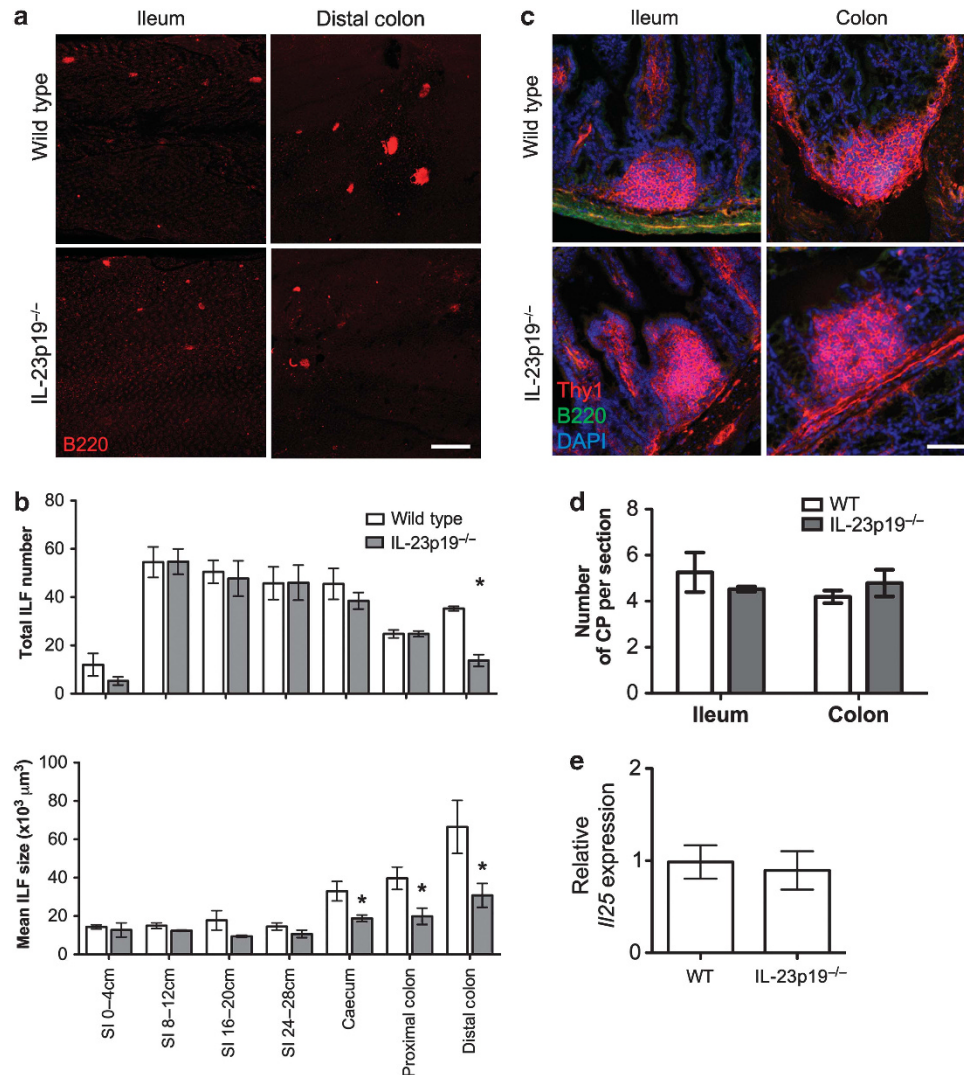 a
Ileum
Distal colon
Wild type
IL-23p19–/–
B220
c
Ileum
Colon
Wild type
IL-23p19–/–
Thy1
B220
DAPI
b
Total ILF number
80
60
40
20
0
Wild type
IL-23p19–/–
*
Mean ILF size (x10³ μm³)
100
80
60
40
20
0
*
*
*
SI 0–4cm
SI 8–12cm
SI 16–20cm
SI 24–28cm
Caecum
Proximal colon
Distal colon
d
Number
of CP per section
8
6
4
2
0
WT
IL-23p19–/–
Ileum
Colon
e
Relative
Il25 expression
2
1
0
WT
IL-23p19–/–